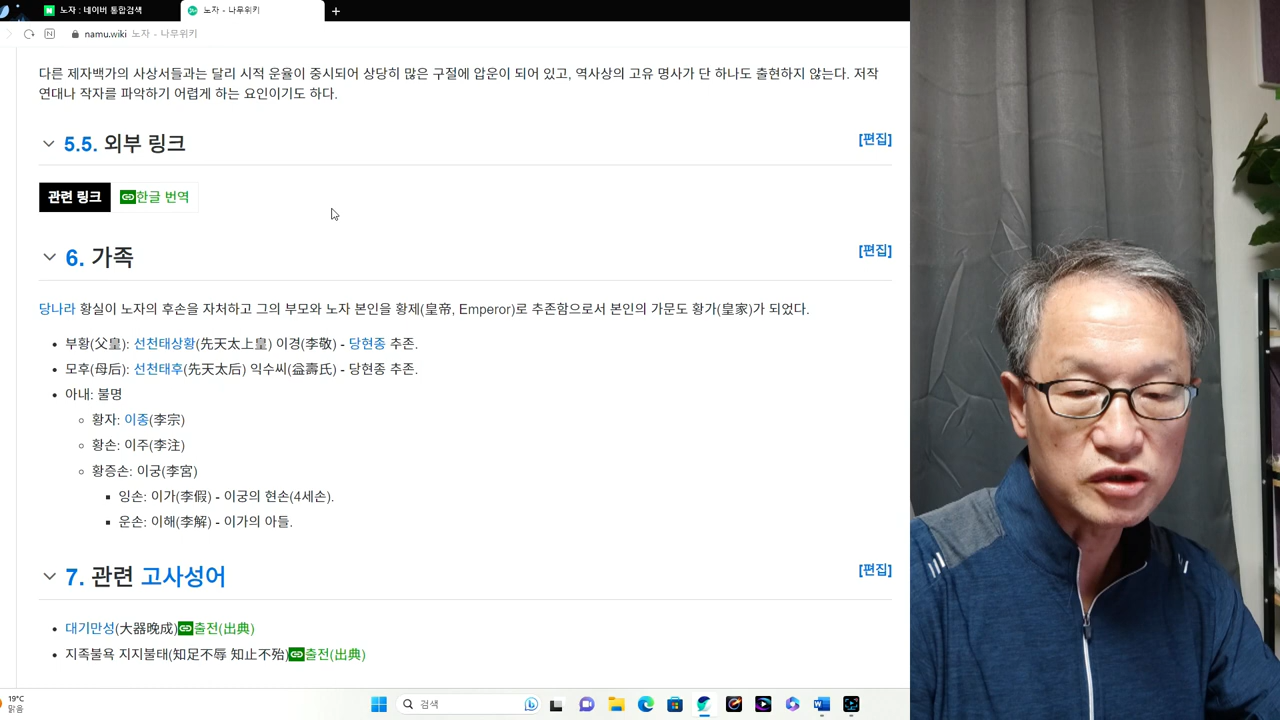 노자 : 네이버 통합검색
노자 - 나무위키
namu.wiki 노자 - 나무위키
다른 제자백가의 사상서들과는 달리 시적 운율이 중시되어 상당히 많은 구절에 압운이 되어 있고, 역사상의 고유 명사가 단 하나도 출현하지 않는다. 저작
연대나 작자를 파악하기 어렵게 하는 요인이기도 하다.
5.5. 외부 링크 [편집]
관련 링크 한글 번역
6. 가족 [편집]
당나라 황실이 노자의 후손을 자처하고 그의 부모와 노자 본인을 황제(皇帝, Emperor)로 추존함으로서 본인의 가문도 황가(皇家)가 되었다.
부황(父皇): 선천태상황(先天太上皇) 이경(李敬) - 당현종 추존.
모후(母后): 선천태후(先天太后) 익수씨(益壽氏) - 당현종 추존.
아내: 불명
황자: 이종(李宗)
황손: 이주(李注)
황증손: 이궁(李宮)
잉손: 이가(李假) - 이궁의 현손(4세손).
운손: 이해(李解) - 이가의 아들.
7. 관련 고사성어 [편집]
대기만성(大器晚成) 출전(出典)
지족불욕 지지불태(知足不辱 知止不殆) 출전(出典)
19°C
맑음
검색